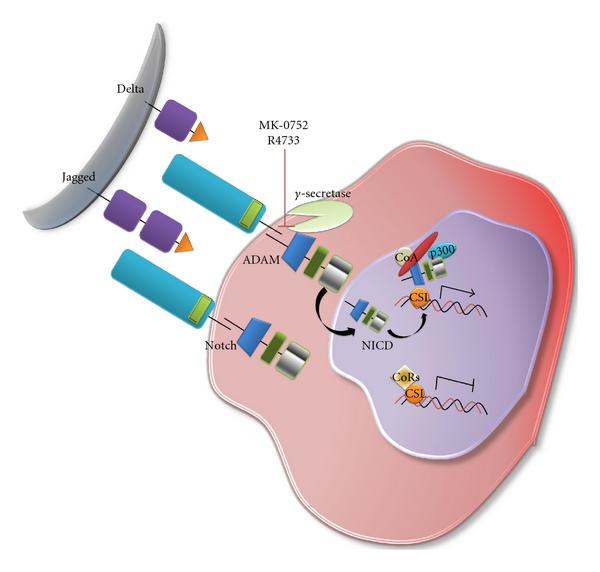 Delta
MK-0752
R4733
Jagged
γ-secretase
ADAM
CoA
p300
CSL
Notch
NICD
CoRs
CSL